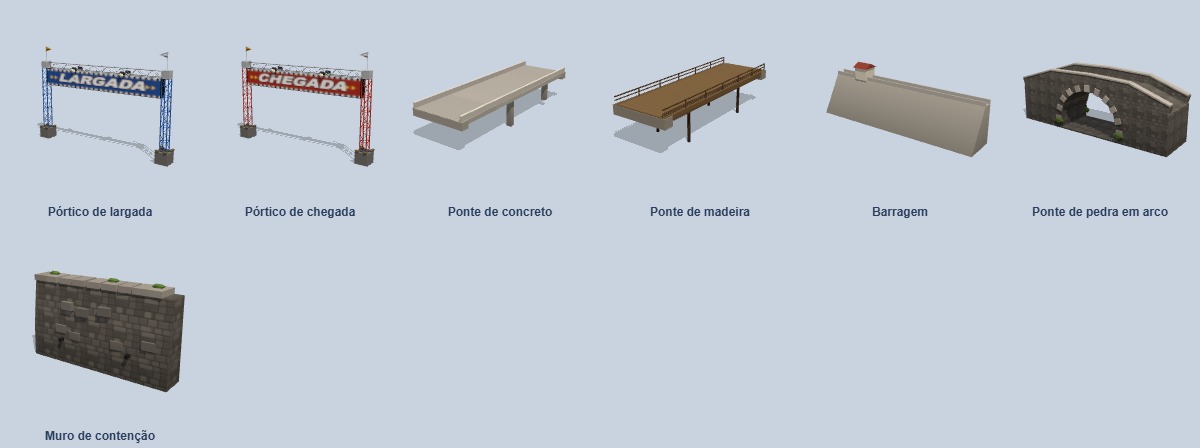 LARGADA
CHEGADA
Pórtico de largada
Pórtico de chegada
Ponte de concreto
Ponte de madeira
Barragem
Ponte de pedra em arco
Muro de contenção